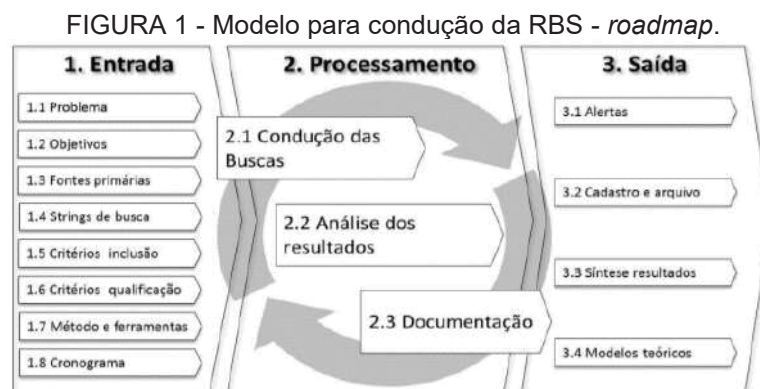 FIGURA 1 - Modelo para condução da RBS - roadmap.
1. Entrada
1.1 Problema
1.2 Objetivos
1.3 Fontes primárias
1.4 Strings de busca
1.5 Critérios inclusão
1.6 Critérios qualificação
1.7 Método e ferramentas
1.8 Cronograma
2. Processamento
2.1 Condução das
Buscas
2.2 Análise dos
resultados
2.3 Documentação
3. Saída
3.1 Alertas
3.2 Cadastro e arquivo
3.3 Síntese resultados
3.4 Modelos teóricos